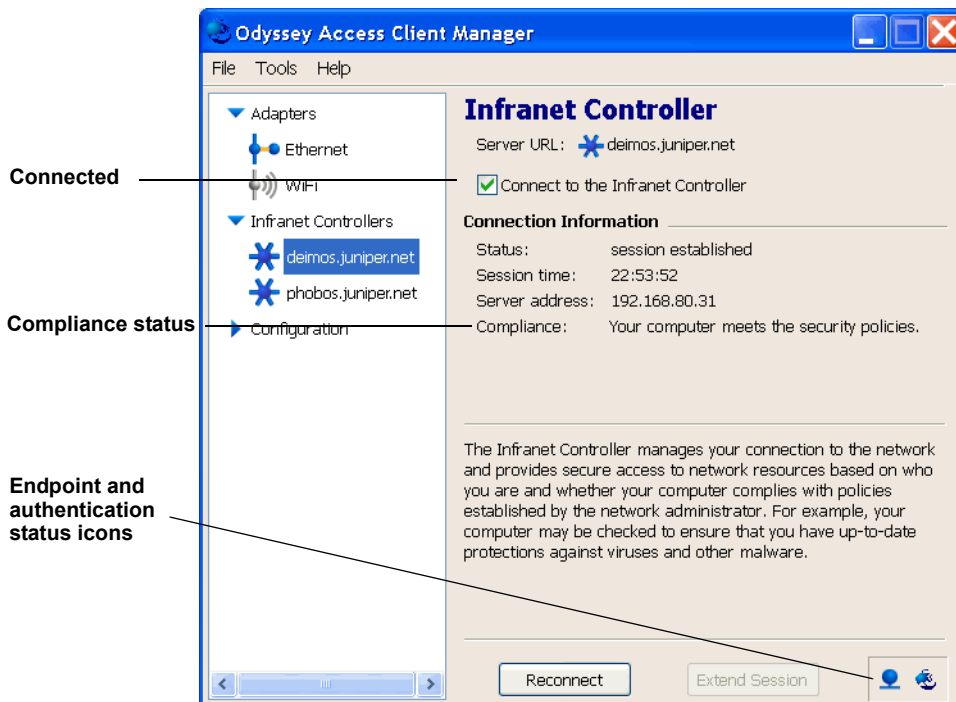 Odyssey Access Client Manager
File Tools Help
Adapters
Ethernet
WiFi
Infranet Controllers
deimos.juniper.net
phobos.juniper.net
Configuration
Connected
Compliance status
Endpoint and
authentication
status icons
Infranet Controller
Server URL: deimos.juniper.net
Connect to the Infranet Controller
Connection Information
Status: session established
Session time: 22:53:52
Server address: 192.168.80.31
Compliance: Your computer meets the security policies.
The Infranet Controller manages your connection to the network
and provides secure access to network resources based on who
you are and whether your computer complies with policies
established by the network administrator. For example, your
computer may be checked to ensure that you have up-to-date
protections against viruses and other malware.
Reconnect
Extend Session